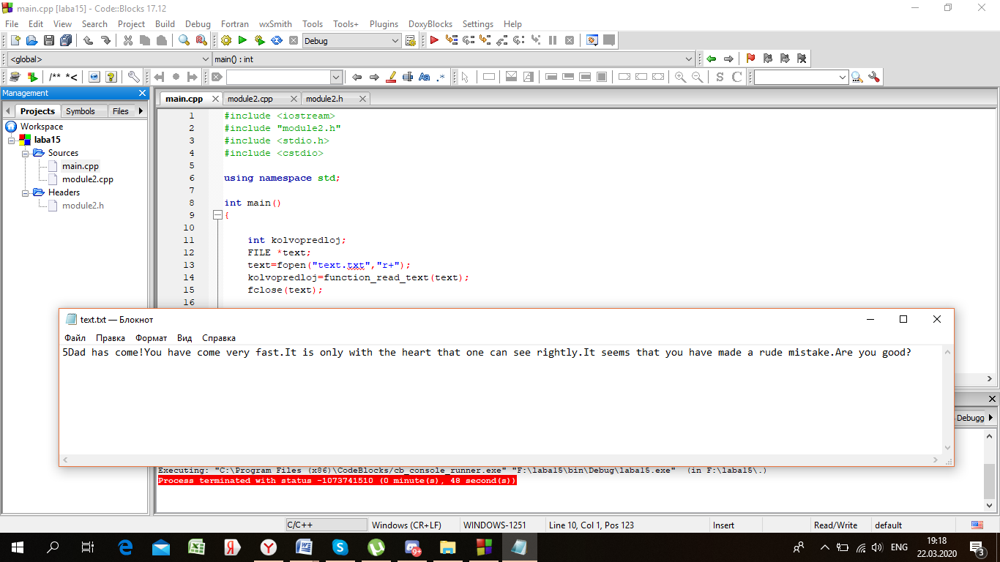 main.cpp [laba15] - Code::Blocks 17.12
File Edit View Search Project Build Debug Fortran wxSmith Tools Tools+ Plugins DoxyBlocks Settings Help
Debug
<global> main() : int
/** *< Aa .* S C
Management
main.cpp module2.cpp module2.h
Projects Symbols Files
Workspace
laba15
Sources
main.cpp
module2.cpp
Headers
module2.h
1 #include <iostream>
2 #include "module2.h"
3 #include <stdio.h>
4 #include <cstdio>
5
6 using namespace std;
7
8 int main()
9 {
10
11 int kolvopredloj;
12 FILE *text;
13 text=fopen("text.txt","r+");
14 kolvopredloj=function_read_text(text);
15 fclose(text);
16
text.txt — Блокнот
Файл Правка Формат Вид Справка
5Dad has come!You have come very fast.It is only with the heart that one can see rightly.It seems that you have made a rude mistake.Are you good?
Debugg
Executing: "C:\Program Files (x86)\CodeBlocks/cb_console_runner.exe" "F:\laba15\bin\Debug\laba15.exe" (in F:\laba15\.)
Process terminated with status -1073741510 (0 minute(s), 48 second(s))
C/C++ Windows (CR+LF) WINDOWS-1251 Line 10, Col 1, Pos 123 Insert Read/Write default
9+
ENG
19:18
22.03.2020
3